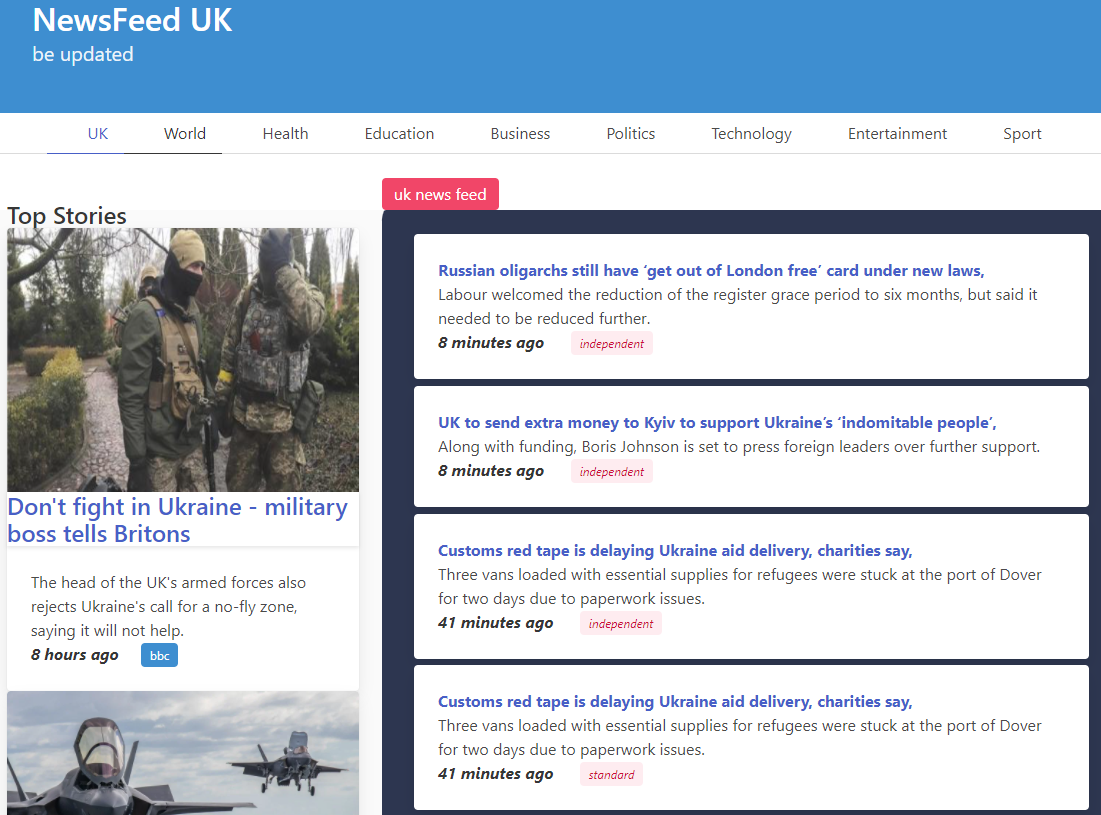 NewsFeed UK
be updated
UK World Health Education Business Politics Technology Entertainment Sport
Top Stories
Don't fight in Ukraine - military
boss tells Britons
The head of the UK's armed forces also
rejects Ukraine's call for a no-fly zone,
saying it will not help.
8 hours ago bbc
uk news feed
Russian oligarchs still have ‘get out of London free’ card under new laws,
Labour welcomed the reduction of the register grace period to six months, but said it
needed to be reduced further.
8 minutes ago independent
UK to send extra money to Kyiv to support Ukraine’s ‘indomitable people’,
Along with funding, Boris Johnson is set to press foreign leaders over further support.
8 minutes ago independent
Customs red tape is delaying Ukraine aid delivery, charities say,
Three vans loaded with essential supplies for refugees were stuck at the port of Dover
for two days due to paperwork issues.
41 minutes ago independent
Customs red tape is delaying Ukraine aid delivery, charities say,
Three vans loaded with essential supplies for refugees were stuck at the port of Dover
for two days due to paperwork issues.
41 minutes ago standard